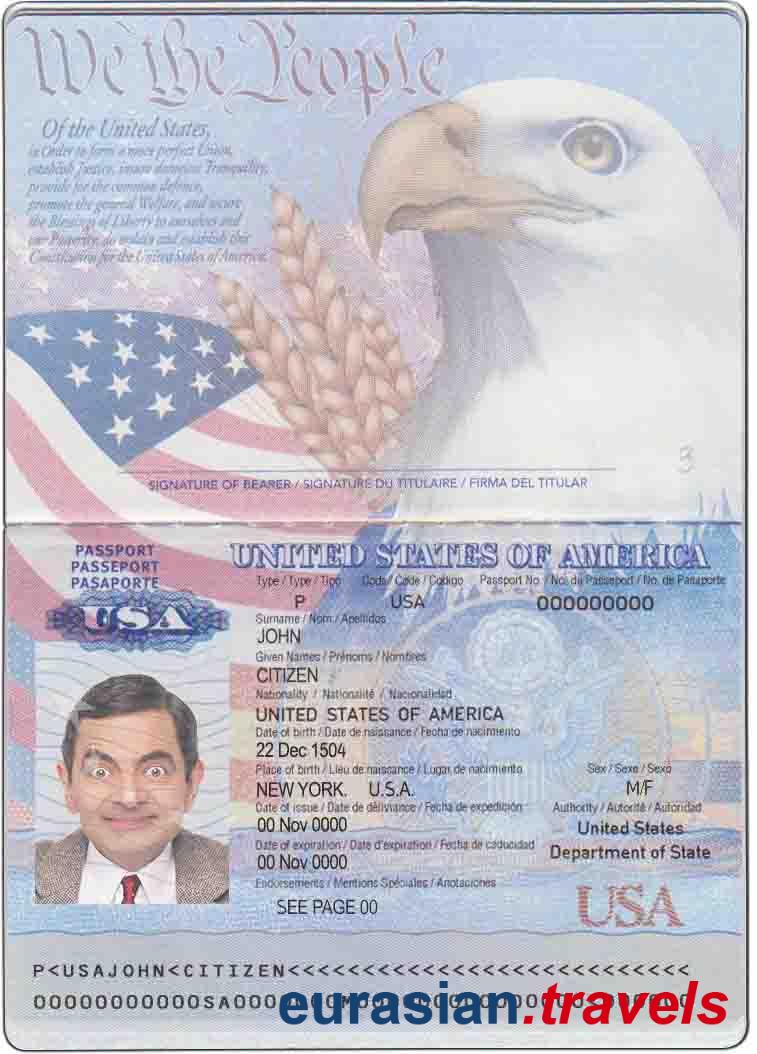 We the People
Of the United States,
in Order to form a more perfect Union,
establish Justice, insure domestic Tranquility,
provide for the common defence,
promote the general Welfare, and secure
the Blessings of Liberty to ourselves and
our Posterity, do ordain and establish this
Constitution for the United States of America.
3
SIGNATURE OF BEARER / SIGNATURE DU TITULAIRE / FIRMA DEL TITULAR
PASSPORT
PASSEPORT
PASAPORTE
USA
UNITED STATES OF AMERICA
Type / Type / Tipo Code / Code / Codigo Passport No. / No. du Passeport / No. de Pasaporte
P USA 000000000
Surname / Nom / Apellidos
JOHN
Given Names / Prénoms / Nombres
CITIZEN
Nationality / Nationalité / Nacionalidad
UNITED STATES OF AMERICA
Date of birth / Date de naissance / Fecha de nacimiento
22 Dec 1504
Place of birth / Lieu de naissance / Lugar de nacimiento Sex / Sexe / Sexo
NEW YORK. U.S.A. M/F
Date of issue / Date de délivrance / Fecha de expedición Authority / Autorité / Autoridad
00 Nov 0000 United States
Date of expiration / Date d'expiration / Fecha de caducidad Department of State
00 Nov 0000
Endorsements / Mentions Spéciales / Anotaciones
SEE PAGE 00
USA
P<USAJOHN<CITIZEN<<<<<<<<<<<<<<<<<<<<<<<<<<<
eurasian.travels